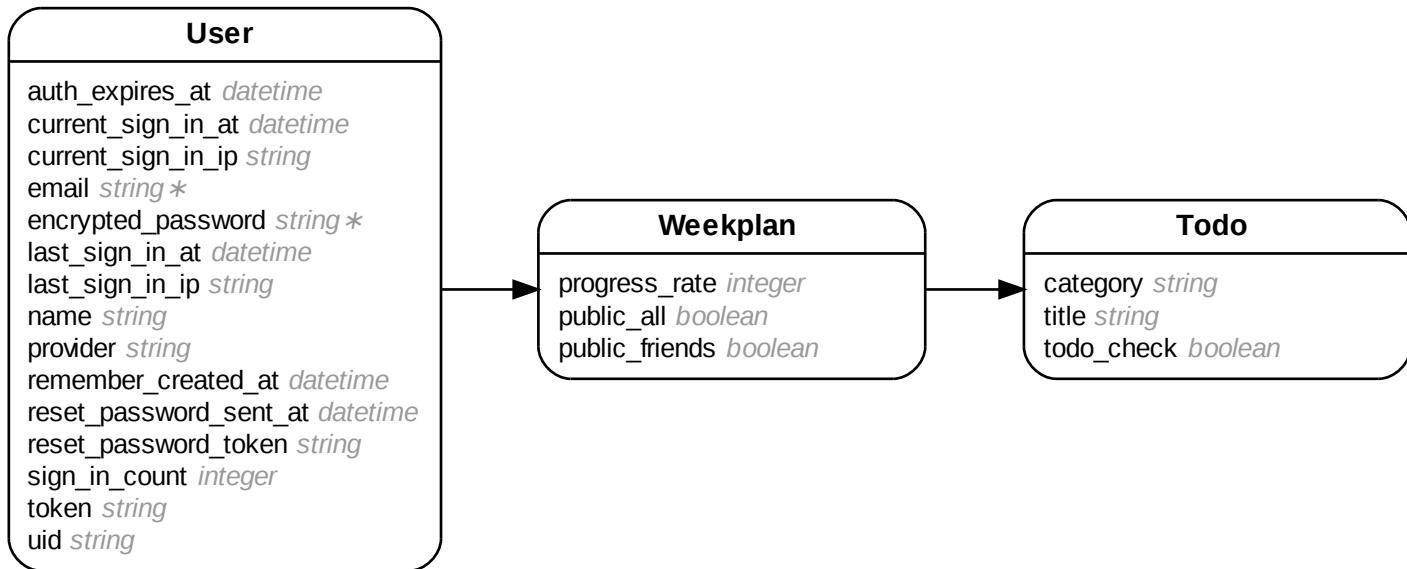 User
auth_expires_at datetime
current_sign_in_at datetime
current_sign_in_ip string
email string ∗
encrypted_password string ∗
last_sign_in_at datetime
last_sign_in_ip string
name string
provider string
remember_created_at datetime
reset_password_sent_at datetime
reset_password_token string
sign_in_count integer
token string
uid string
Weekplan
progress_rate integer
public_all boolean
public_friends boolean
Todo
category string
title string
todo_check boolean